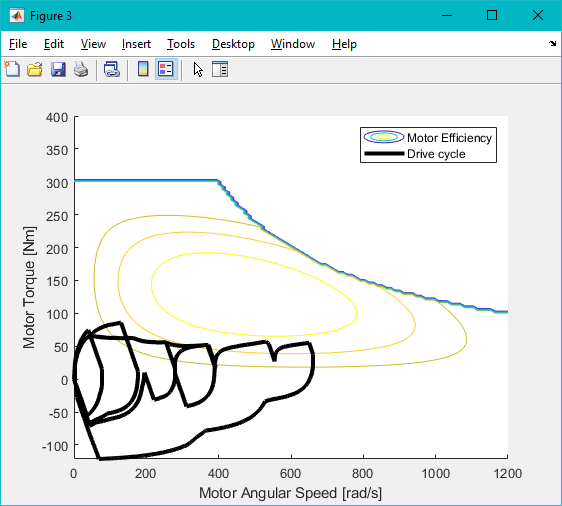 Figure 3
File Edit View Insert Tools Desktop Window Help
400
350
300
250
200
150
100
50
0
-50
-100
Motor Torque [Nm]
Motor Efficiency
Drive cycle
0 200 400 600 800 1000 1200
Motor Angular Speed [rad/s]